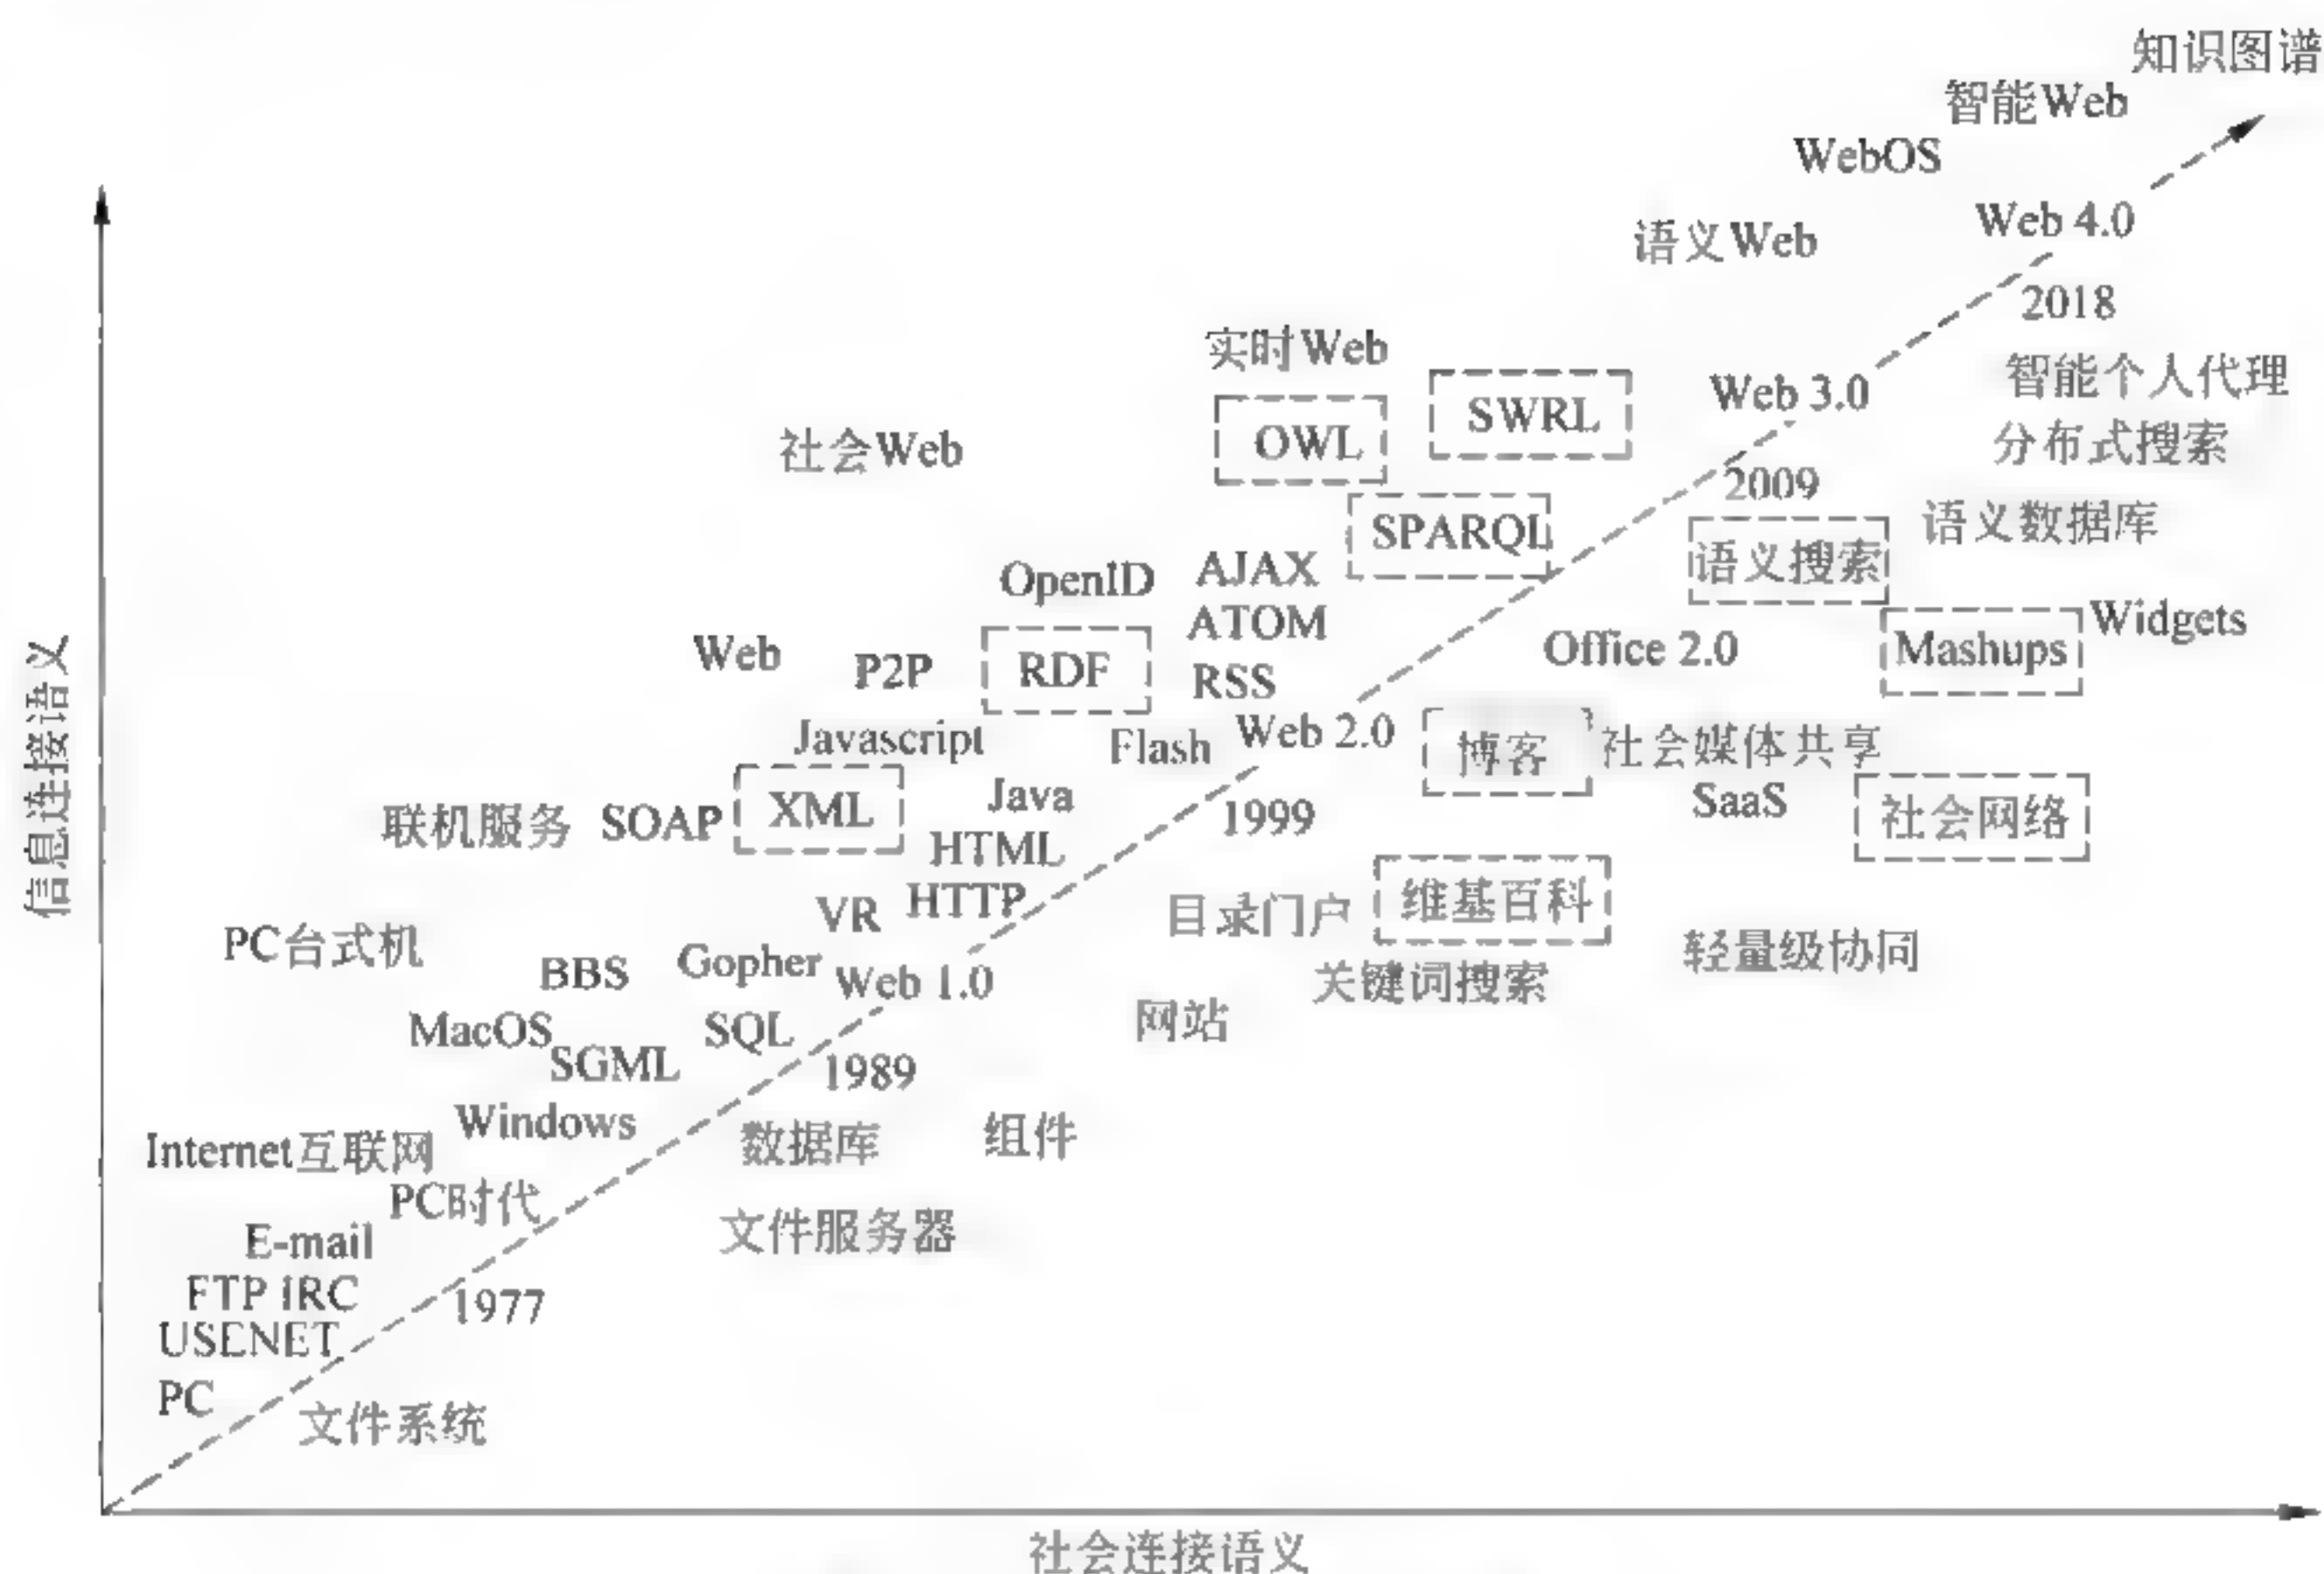 知识图谱
智能Web
WebOS
Web 4.0
语义Web
2018
实时Web
智能个人代理
Web 3.0
SWRL
OWL
社会Web
分布式搜索
2009
语义数据库
SPARQL
语义搜索
AJAX
OpenID
ATOM
Widgets
Office 2.0
Mashups
Web
P2P
RDF
RSS
Javascript
Flash
Web 2.0
博客
社会媒体共享
Java
SaaS
联机服务
SOAP
XML
1999
社会网络
信息连接语义
HTML
VR
HTTP
目录门户
维基百科
PC台式机
BBS
Gopher
Web 1.0
关键词搜索
轻量级协同
MacOS
SQL
网站
SGML
1989
Windows
数据库
组件
Internet互联网
PC时代
文件服务器
E-mail
FTP IRC
1977
USENET
PC
文件系统
社会连接语义